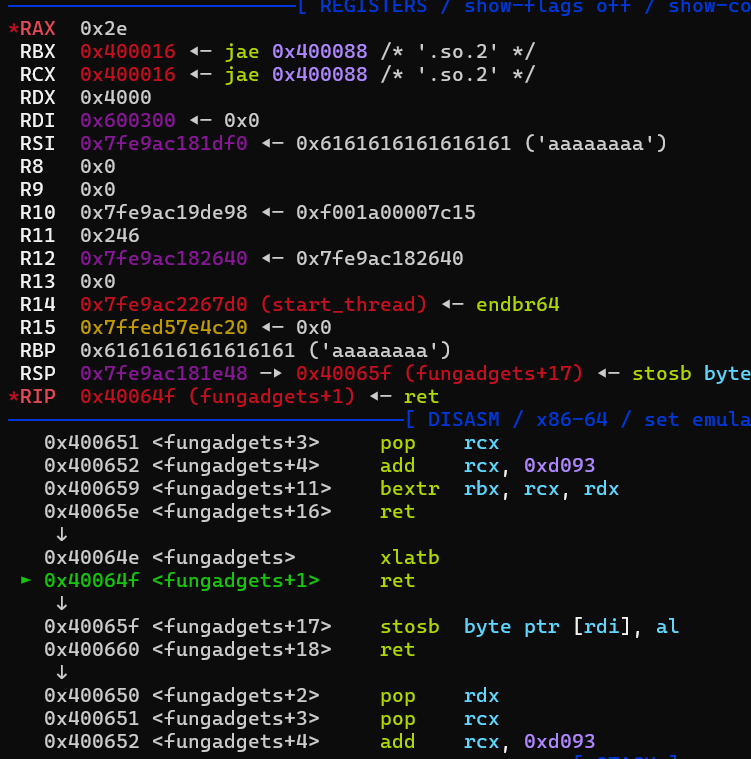 [ REGISTERS / show-flags off / show-co
*RAX 0x2e
RBX 0x400016 ◂— jae 0x400088 /* '.so.2' */
RCX 0x400016 ◂— jae 0x400088 /* '.so.2' */
RDX 0x4000
RDI 0x600300 ◂— 0x0
RSI 0x7fe9ac181df0 ◂— 0x6161616161616161 ('aaaaaaaa')
R8 0x0
R9 0x0
R10 0x7fe9ac19de98 ◂— 0xf001a00007c15
R11 0x246
R12 0x7fe9ac182640 ◂— 0x7fe9ac182640
R13 0x0
R14 0x7fe9ac2267d0 (start_thread) ◂— endbr64
R15 0x7ffed57e4c20 ◂— 0x0
RBP 0x6161616161616161 ('aaaaaaaa')
RSP 0x7fe9ac181e48 —▸ 0x40065f (fungadgets+17) ◂— stosb byte
*RIP 0x40064f (fungadgets+1) ◂— ret
[ DISASM / x86-64 / set emula
0x400651 <fungadgets+3> pop rcx
0x400652 <fungadgets+4> add rcx, 0xd093
0x400659 <fungadgets+11> bextr rbx, rcx, rdx
0x40065e <fungadgets+16> ret
↓
0x40064e <fungadgets> xlatb
► 0x40064f <fungadgets+1> ret
↓
0x40065f <fungadgets+17> stosb byte ptr [rdi], al
0x400660 <fungadgets+18> ret
↓
0x400650 <fungadgets+2> pop rdx
0x400651 <fungadgets+3> pop rcx
0x400652 <fungadgets+4> add rcx, 0xd093